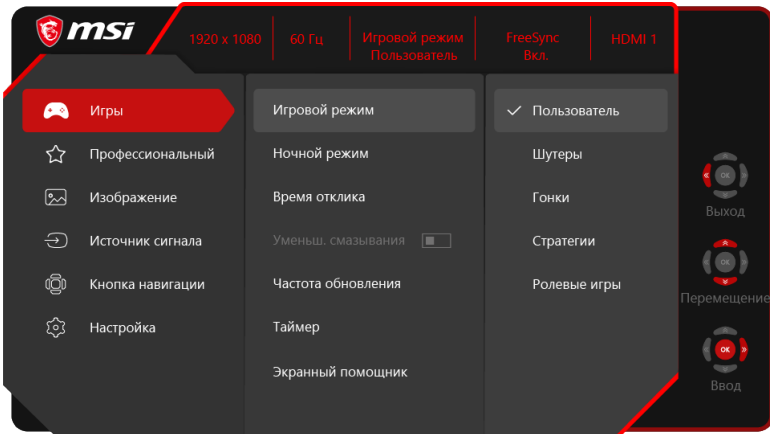 msi
1920 x 1080
60 Гц
Игровой режим
Пользователь
FreeSync
Вкл.
HDMI 1
Игры
Профессиональный
Изображение
Источник сигнала
Кнопка навигации
Настройка
Игровой режим
Ночной режим
Время отклика
Уменьш. смазывания
Частота обновления
Таймер
Экранный помощник
Пользователь
Шутеры
Гонки
Стратегии
Ролевые игры
OK
Выход
OK
Перемещение
OK
Ввод